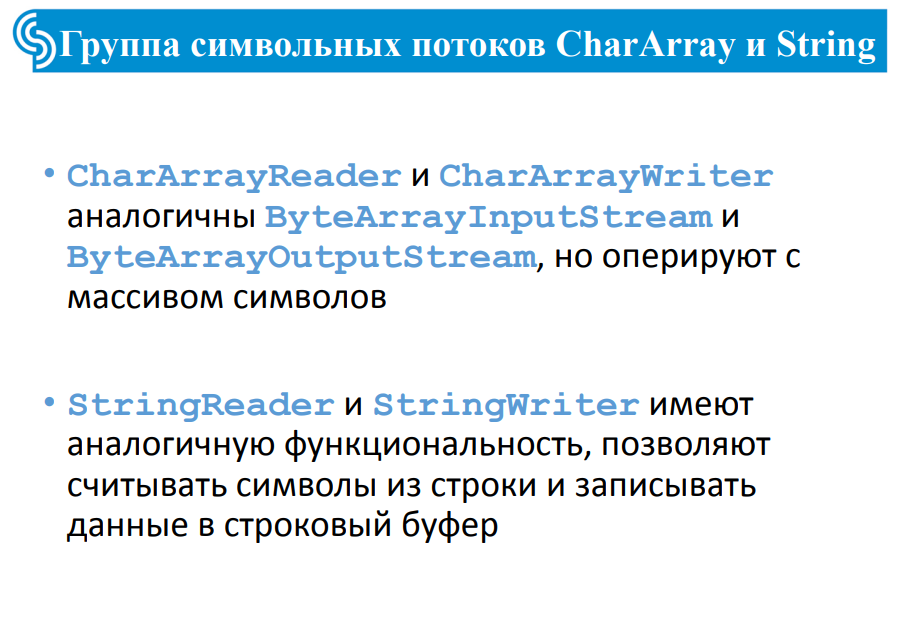 Группа символьных потоков CharArray и String
• CharArrayReader и CharArrayWriter
аналогичны ByteArrayInputStream и
ByteArrayOutputStream, но оперируют с
массивом символов
• StringReader и StringWriter имеют
аналогичную функциональность, позволяют
считывать символы из строки и записывать
данные в строковый буфер